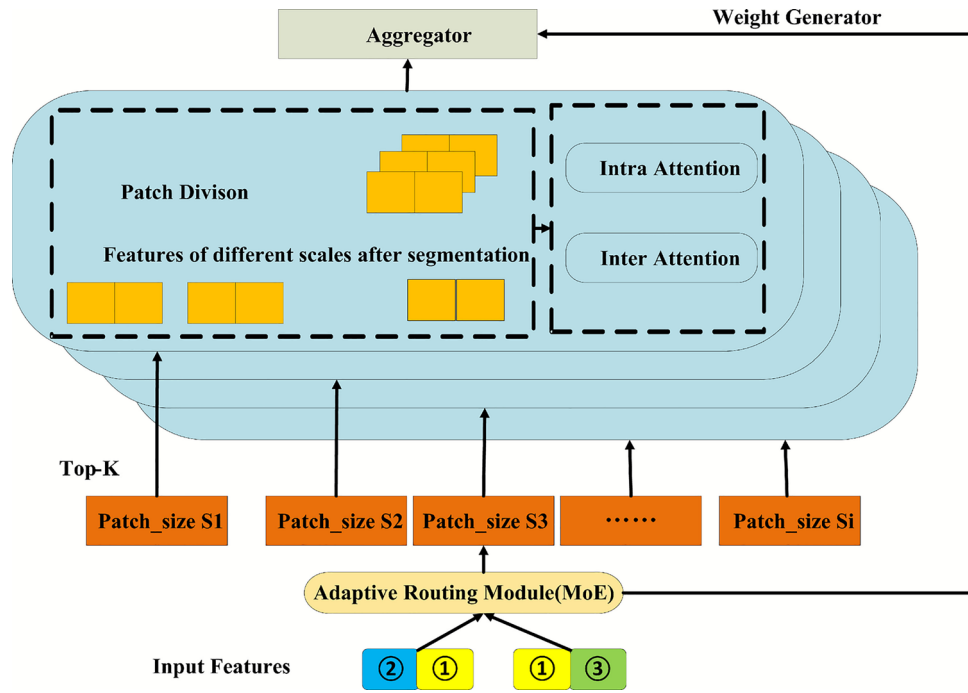 Weight Generator
Aggregator
Patch Divison
Intra Attention
Features of different scales after segmentation
Inter Attention
Top-K
Patch_size S1
Patch_size S2
Patch_size S3
……
Patch_size Si
Adaptive Routing Module(MoE)
Input Features
② ① ① ③